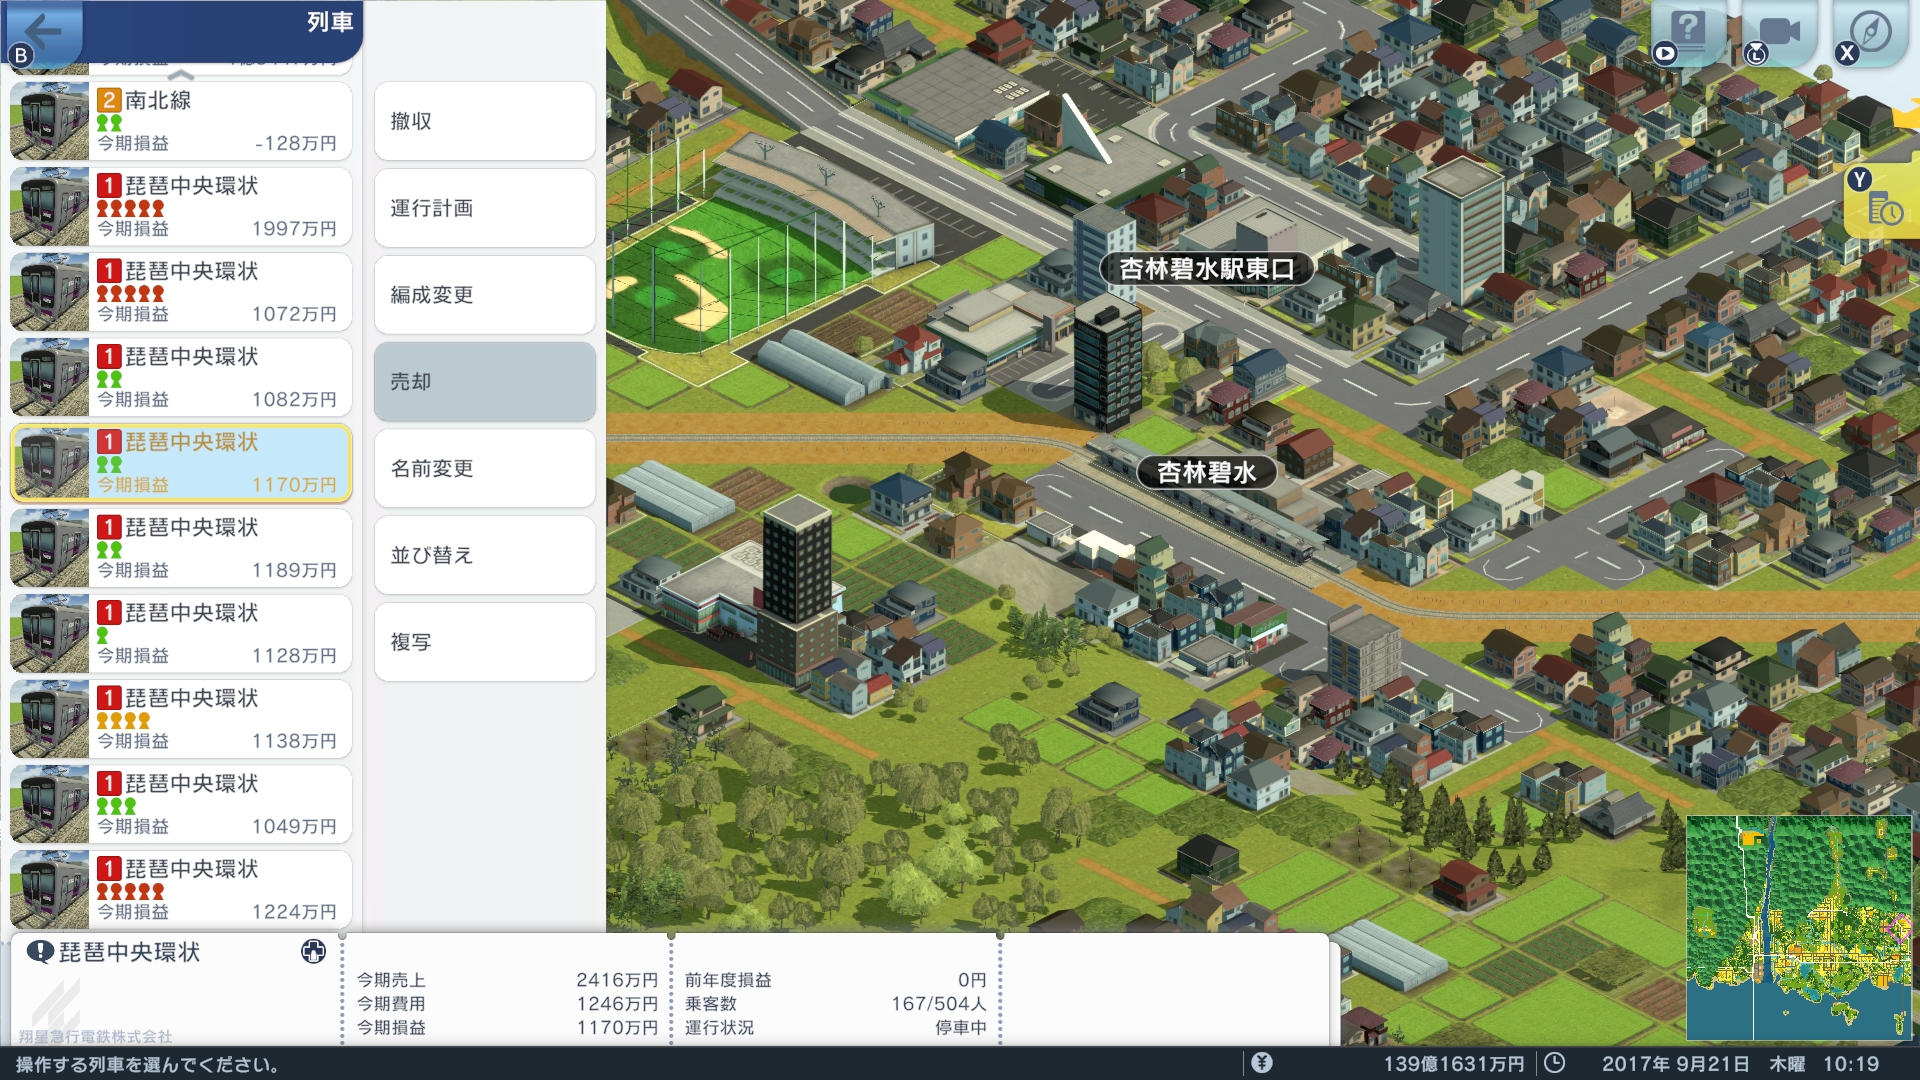 B
列車
2 南北線
今期損益 -128万円
1 琵琶中央環状
今期損益 1997万円
1 琵琶中央環状
今期損益 1072万円
1 琵琶中央環状
今期損益 1082万円
1 琵琶中央環状
今期損益 1170万円
1 琵琶中央環状
今期損益 1189万円
1 琵琶中央環状
今期損益 1128万円
1 琵琶中央環状
今期損益 1138万円
1 琵琶中央環状
今期損益 1049万円
1 琵琶中央環状
今期損益 1224万円
撤収
運行計画
編成変更
売却
名前変更
並び替え
複写
?
L
X
Y
杏林碧水駅東口
杏林碧水
琵琶中央環状
翔星急行電鉄株式会社
今期売上 2416万円
今期費用 1246万円
今期損益 1170万円
前年度損益 0円
乗客数 167/504人
運行状況 停車中
操作する列車を選んでください。
¥ 139億1631万円
2017年 9月21日 木曜 10:19